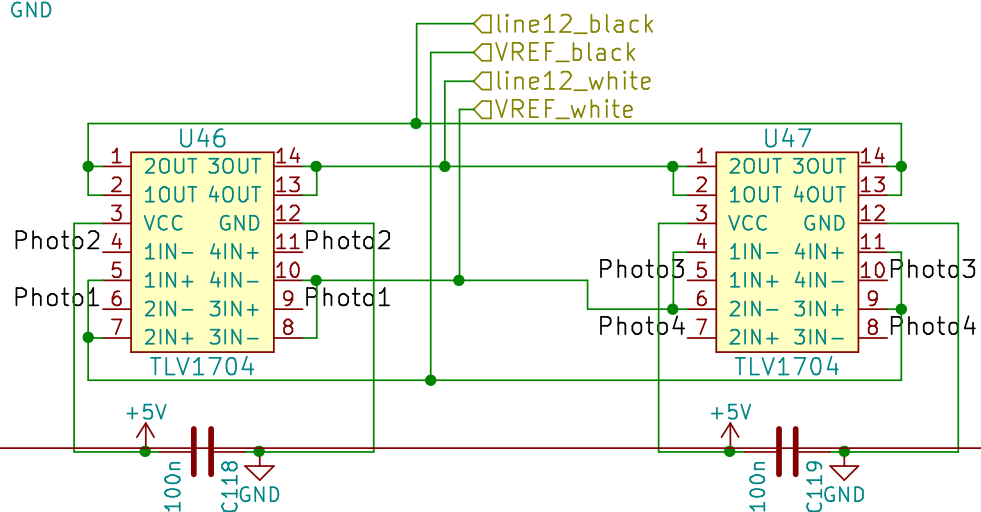 GND
line12_black
VREF_black
line12_white
VREF_white
U46
1 2OUT 3OUT 14
2 1OUT 4OUT 13
3 VCC GND 12
Photo2 4 1IN- 4IN+ 11 Photo2
5 1IN+ 4IN- 10
Photo1 6 2IN- 3IN+ 9 Photo1
7 2IN+ 3IN- 8
TLV1704
U47
1 2OUT 3OUT 14
2 1OUT 4OUT 13
3 VCC GND 12
4 1IN- 4IN+ 11
Photo3 5 1IN+ 4IN- 10 Photo3
6 2IN- 3IN+ 9
Photo4 7 2IN+ 3IN- 8 Photo4
TLV1704
+5V
100n
C118
GND
+5V
100n
C119
GND